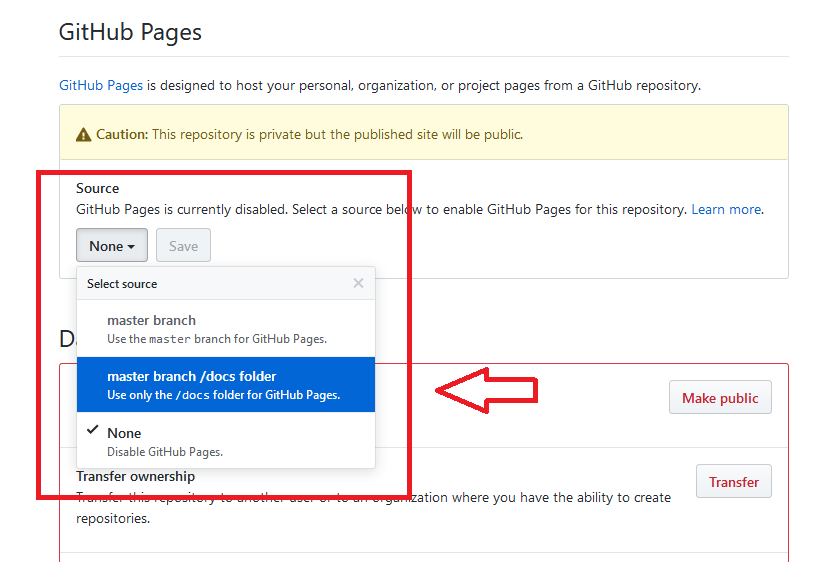 GitHub Pages
GitHub Pages is designed to host your personal, organization, or project pages from a GitHub repository.
Caution: This repository is private but the published site will be public.
Source
GitHub Pages is currently disabled. Select a source below to enable GitHub Pages for this repository. Learn more.
None Save
Select source
master branch
Use the master branch for GitHub Pages.
master branch /docs folder
Use only the /docs folder for GitHub Pages.
None
Disable GitHub Pages.
Make public
Transfer ownership
Transfer this repository to another user or to an organization where you have the ability to create
repositories.
Transfer